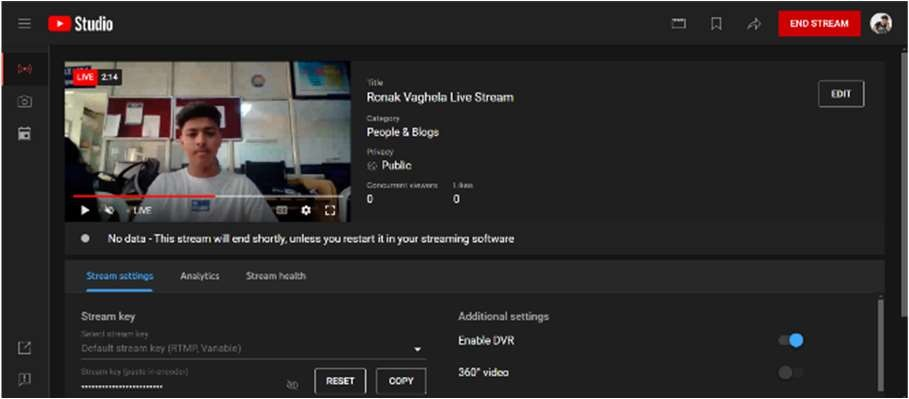 Studio
END STREAM
LIVE 2:14
Title
Ronak Vaghela Live Stream
EDIT
Category
People & Blogs
Privacy
Public
Concurrent viewers Likes
0 0
LIVE
No data - This stream will end shortly, unless you restart it in your streaming software
Stream settings Analytics Stream health
Stream key
Select stream key
Default stream key (RTMP, Variable)
Stream key (paste in encoder)
••••••••••••••••••••••••
RESET COPY
Additional settings
Enable DVR
360° video